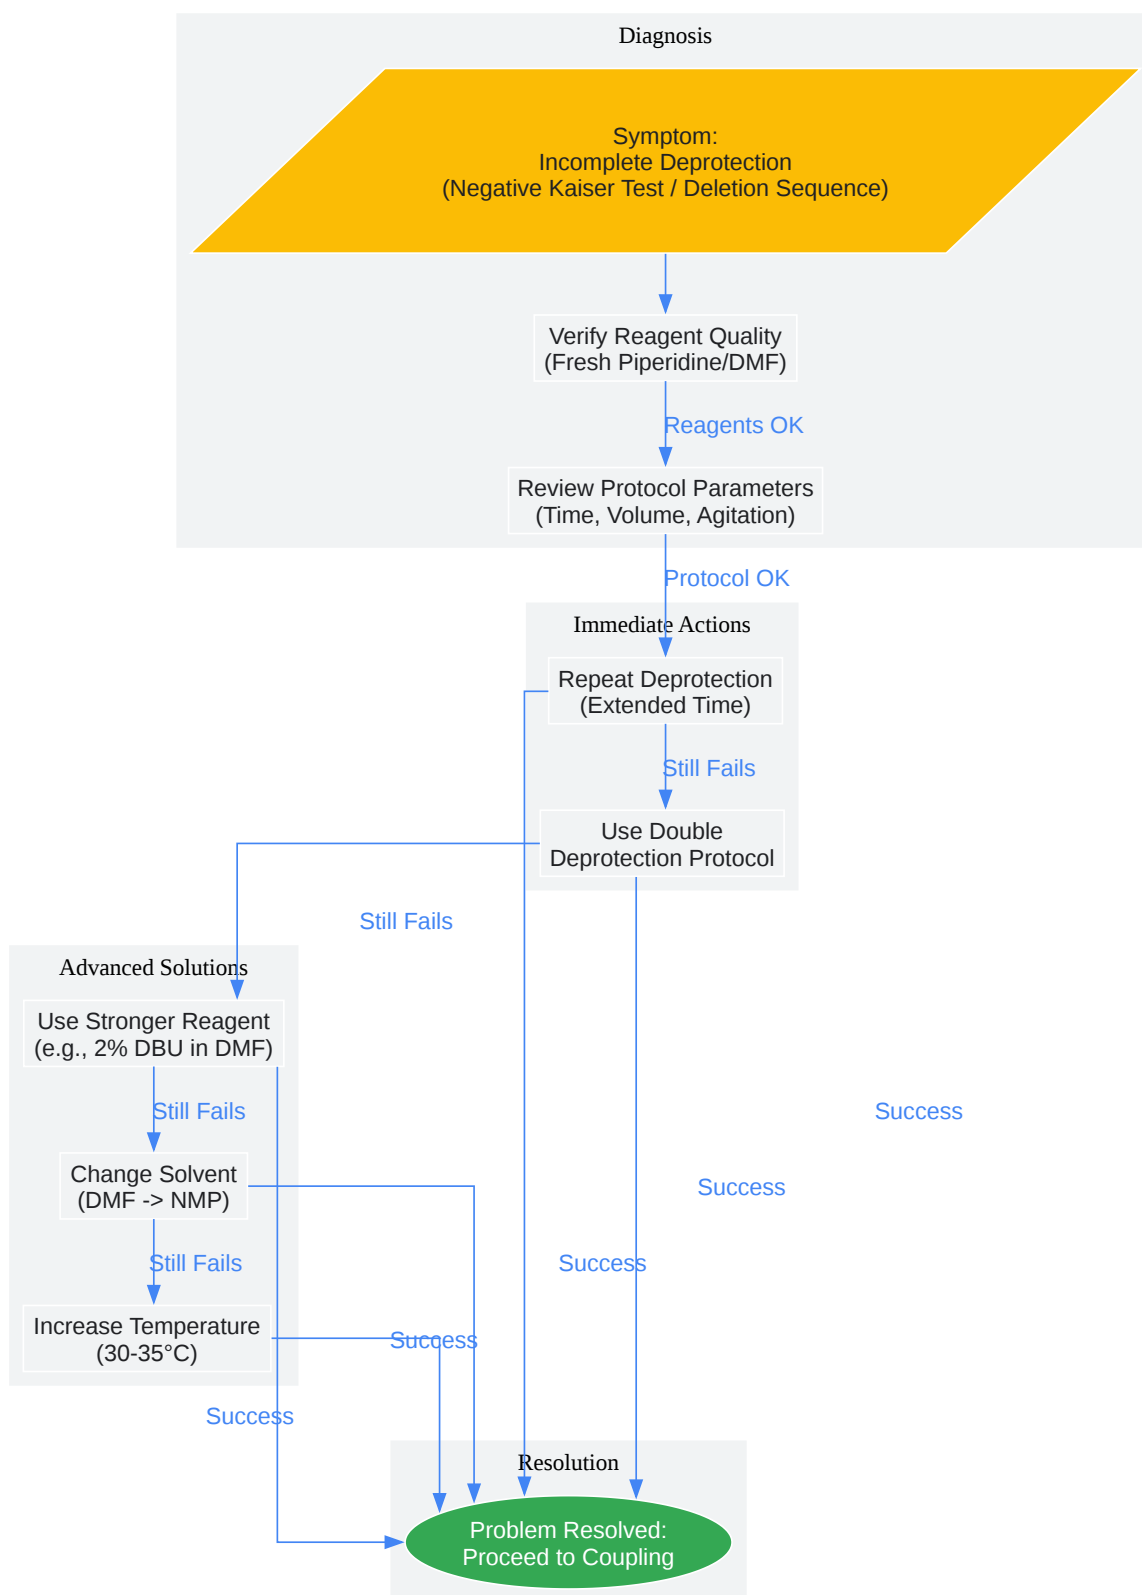 Diagnosis
Symptom:
Incomplete Deprotection
(Negative Kaiser Test / Deletion Sequence)
Verify Reagent Quality
(Fresh Piperidine/DMF)
Reagents OK
Review Protocol Parameters
(Time, Volume, Agitation)
Protocol OK
Immediate Actions
Repeat Deprotection
(Extended Time)
Still Fails
Use Double
Deprotection Protocol
Still Fails
Advanced Solutions
Use Stronger Reagent
(e.g., 2% DBU in DMF)
Still Fails
Success
Change Solvent
(DMF -> NMP)
Success
Still Fails
Success
Increase Temperature
(30-35°C)
Success
Success
Resolution
Problem Resolved:
Proceed to Coupling